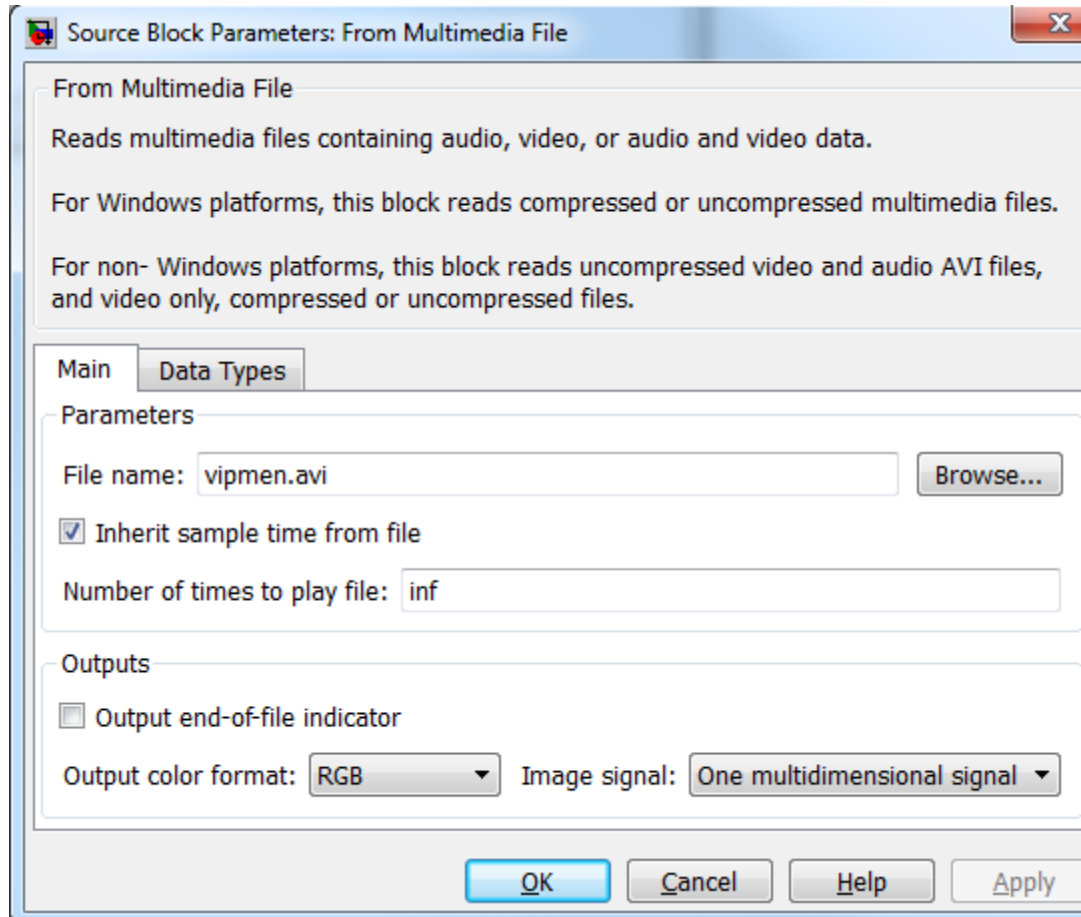 Source Block Parameters: From Multimedia File
From Multimedia File
Reads multimedia files containing audio, video, or audio and video data.
For Windows platforms, this block reads compressed or uncompressed multimedia files.
For non- Windows platforms, this block reads uncompressed video and audio AVI files,
and video only, compressed or uncompressed files.
Main Data Types
Parameters
File name: vipmen.avi Browse...
Inherit sample time from file
Number of times to play file: inf
Outputs
Output end-of-file indicator
Output color format: RGB Image signal: One multidimensional signal
OK Cancel Help Apply